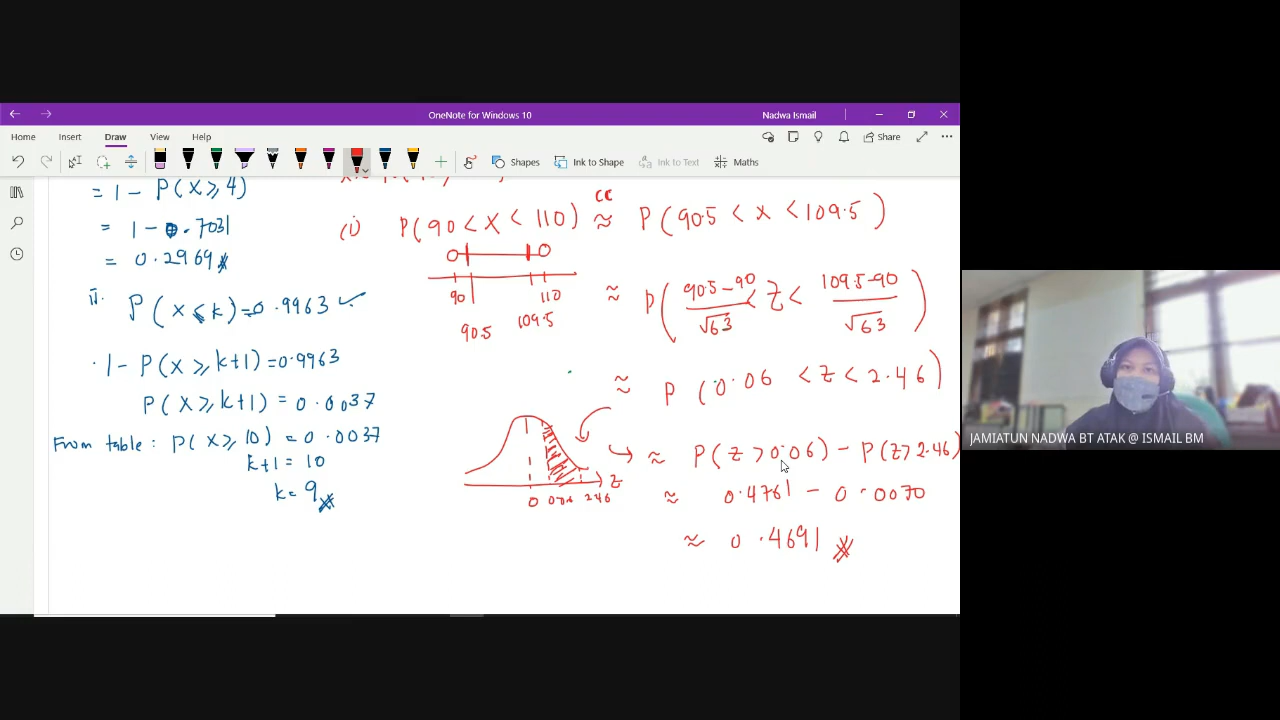 OneNote for Windows 10
Nadwa Ismail
Home Insert Draw View Help
Share
Shapes Ink to Shape Ink to Text Maths
= 1 - P(X ≥ 4)
= 1 - 0.7031
= 0.2969
ii. P(X ≤ k) = 0.9963 ✓
1 - P(X ≥ k+1) = 0.9963
P(X ≥ k+1) = 0.0037
From table : P(X ≥ 10) = 0.0037
k+1 = 10
k = 9
CC
(i) P(90 < X < 110) ≈ P(90.5 < X < 109.5)
90 110
90.5 109.5
≈ P( (90.5-90)/√63 < Z < (109.5-90)/√63 )
≈ P(0.06 < Z < 2.46)
≈ P(Z > 0.06) - P(Z > 2.46)
0 0.06 2.46 Z
≈ 0.4761 - 0.0070
≈ 0.4691
JAMIATUN NADWA BT ATAK @ ISMAIL BM